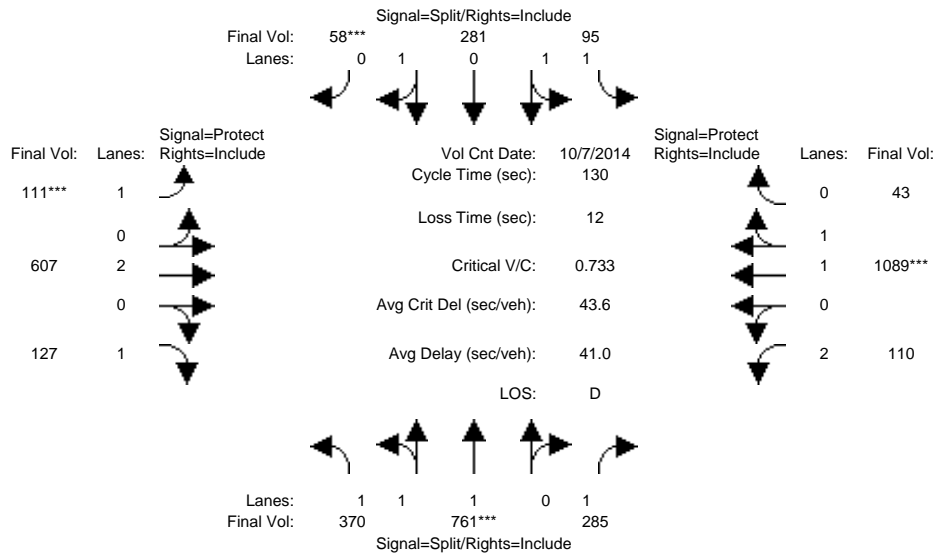 Signal=Split/Rights=Include
Final Vol: 58*** 281 95
Lanes: 0 1 0 1 1
Signal=Protect Signal=Protect
Final Vol: Lanes: Rights=Include Vol Cnt Date: 10/7/2014 Rights=Include Lanes: Final Vol:
Cycle Time (sec): 130
111*** 1 0 43
Loss Time (sec): 12
0 1
607 2 Critical V/C: 0.733 1 1089***
0 Avg Crit Del (sec/veh): 43.6 0
127 1 Avg Delay (sec/veh): 41.0 2 110
LOS: D
Lanes: 1 1 1 0 1
Final Vol: 370 761*** 285
Signal=Split/Rights=Include